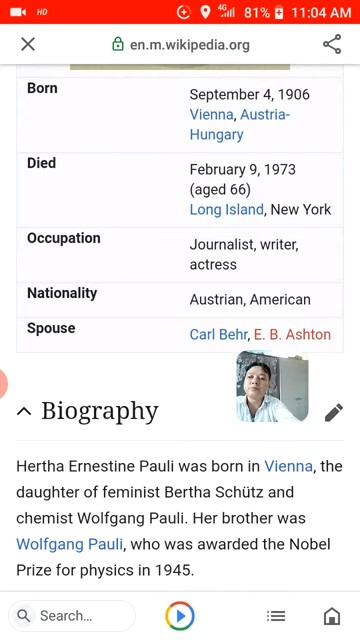 HD 4G 81% 11:04 AM
en.m.wikipedia.org
Born September 4, 1906
Vienna, Austria-
Hungary
Died February 9, 1973
(aged 66)
Long Island, New York
Occupation Journalist, writer,
actress
Nationality Austrian, American
Spouse Carl Behr, E. B. Ashton
Biography
Hertha Ernestine Pauli was born in Vienna, the
daughter of feminist Bertha Schütz and
chemist Wolfgang Pauli. Her brother was
Wolfgang Pauli, who was awarded the Nobel
Prize for physics in 1945.
Search...